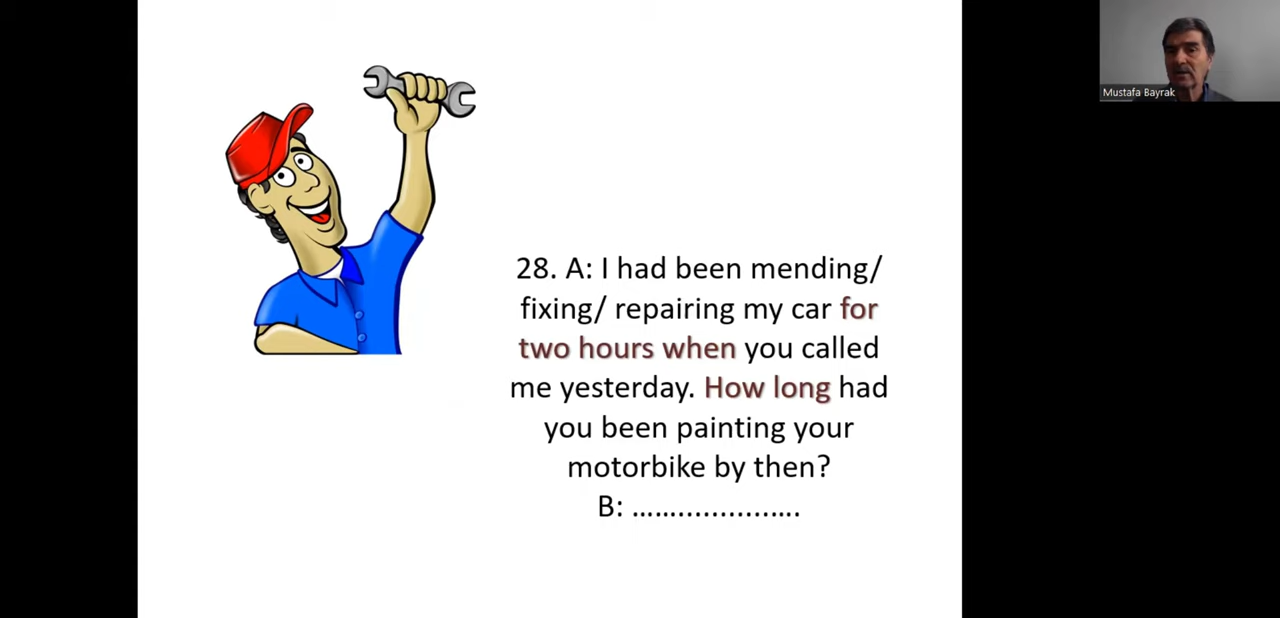 Mustafa Bayrak
28. A: I had been mending/
fixing/ repairing my car for
two hours when you called
me yesterday. How long had
you been painting your
motorbike by then?
B: ……...............….